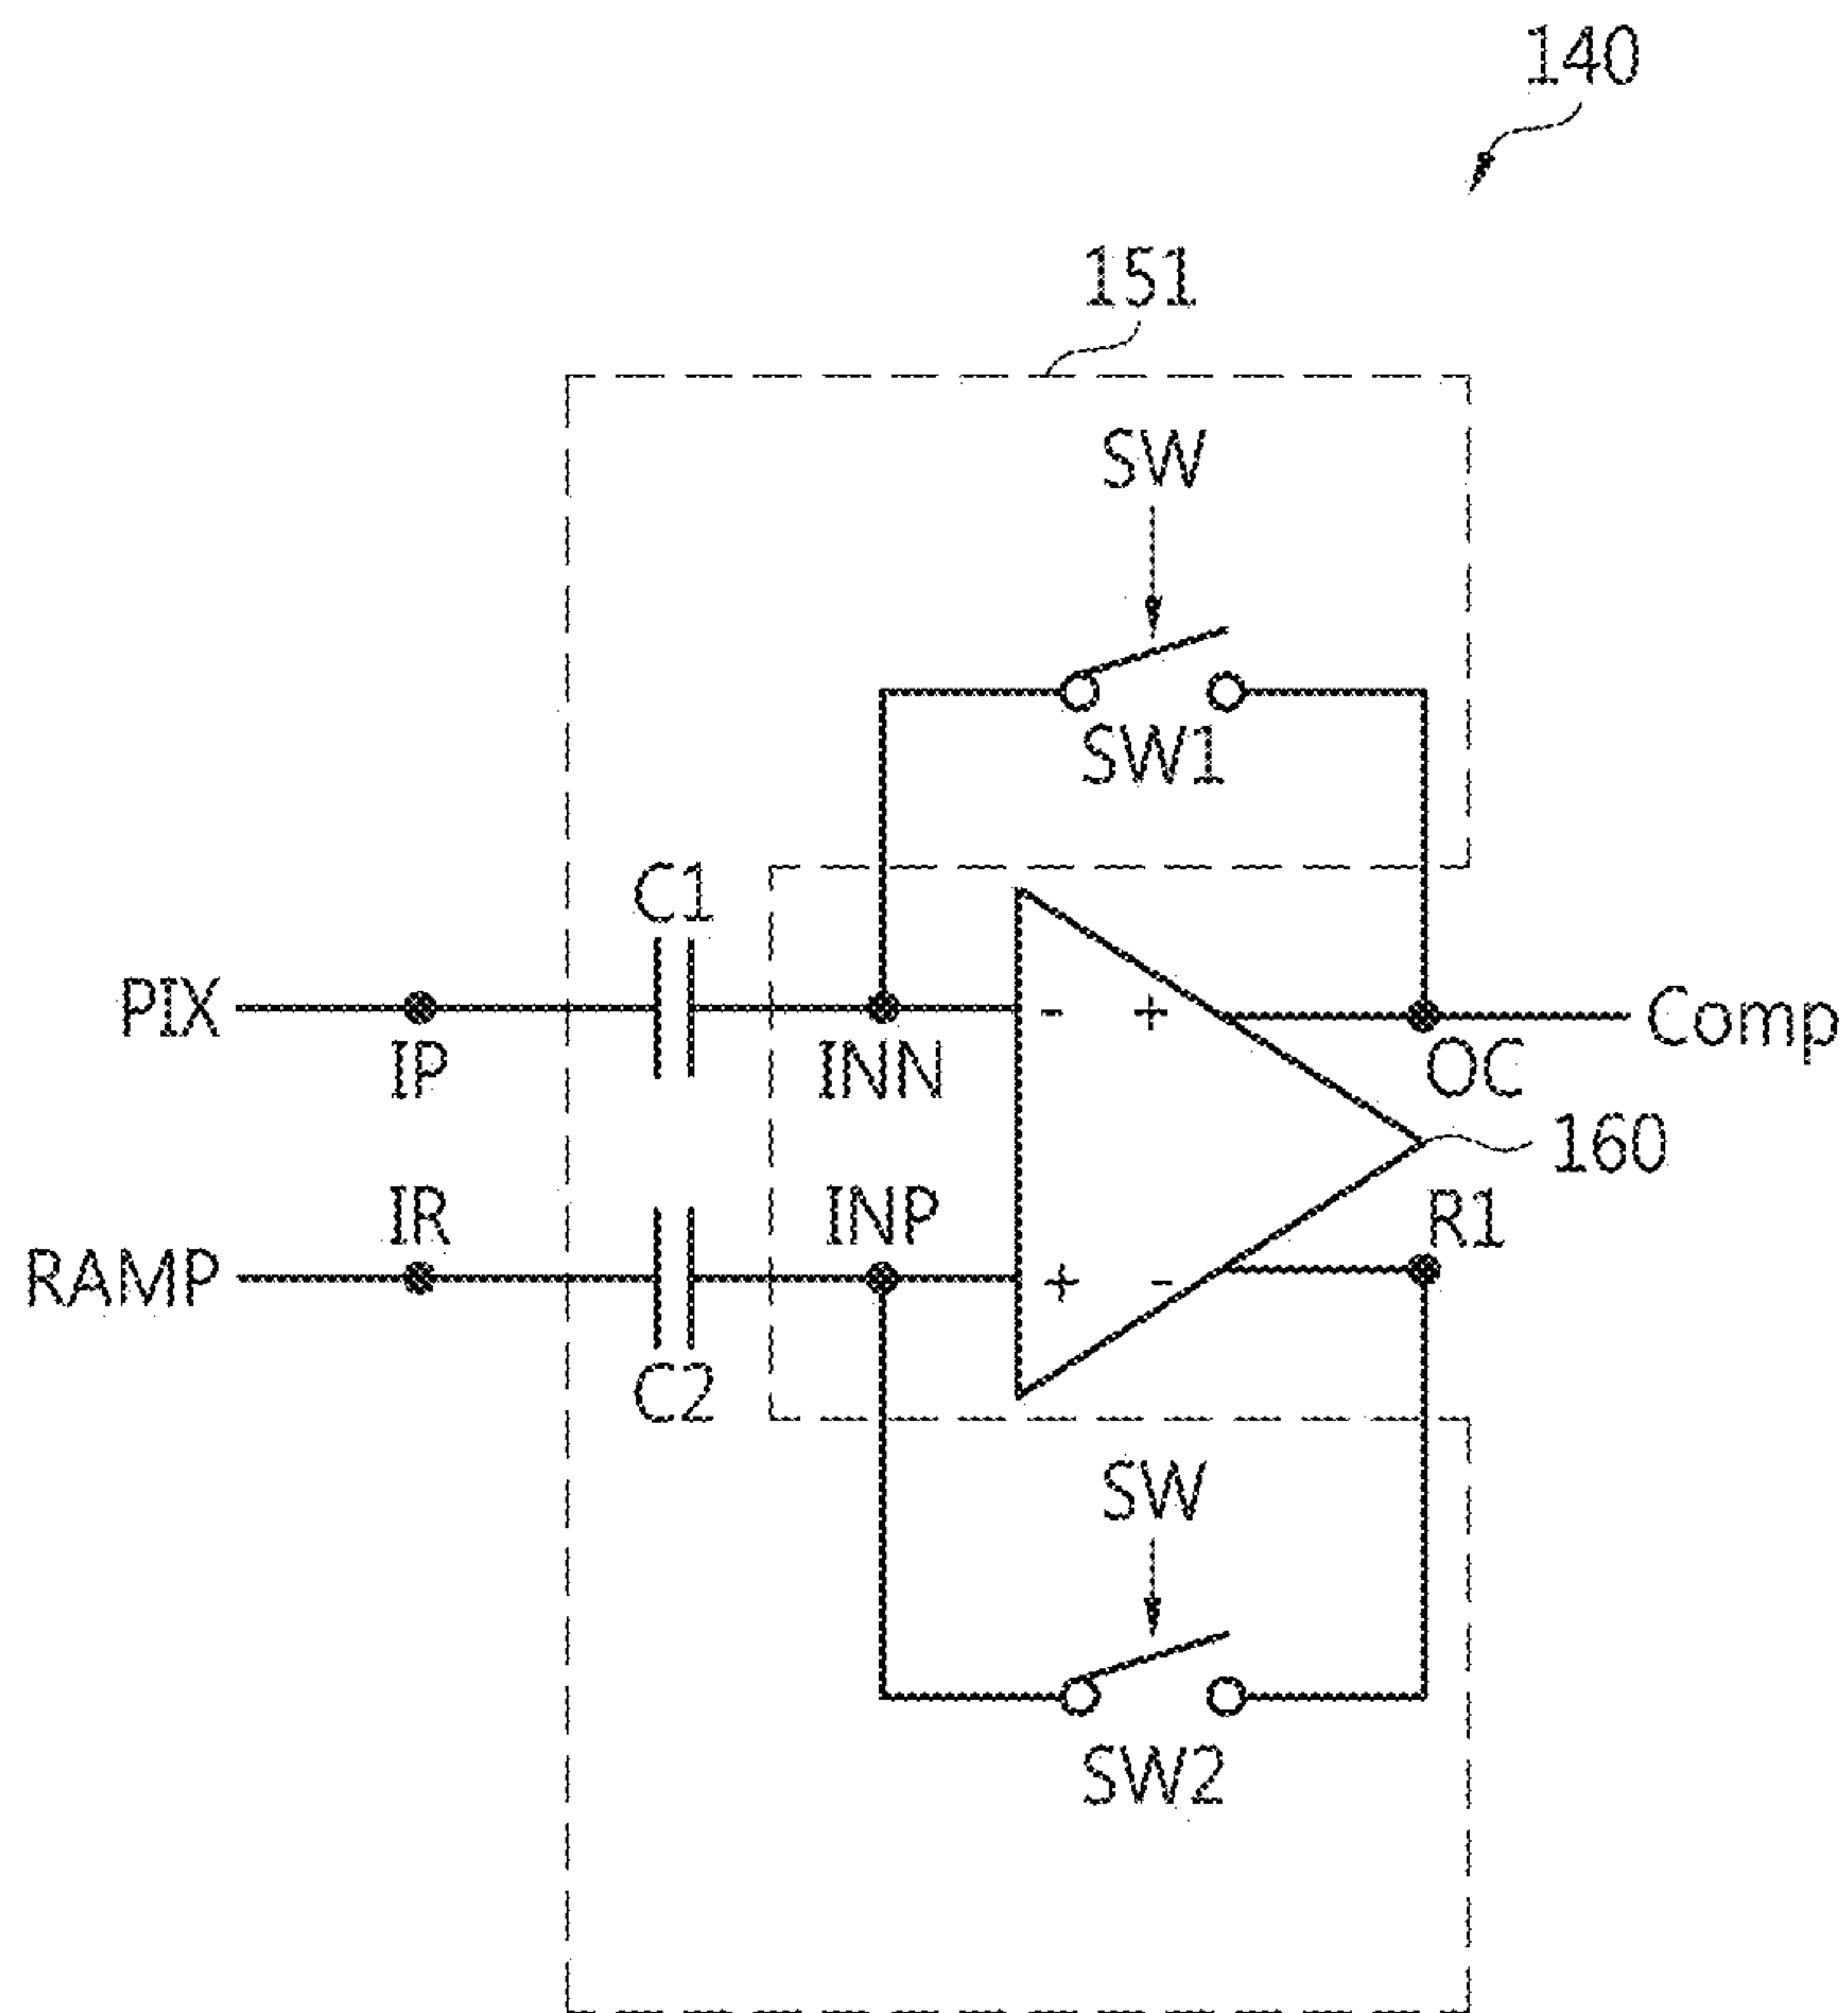 140
151
SW
SW1
C1
PIX
IP
INN
- +
OC
Comp
160
IR
INP
R1
RAMP
+ -
C2
SW
SW2